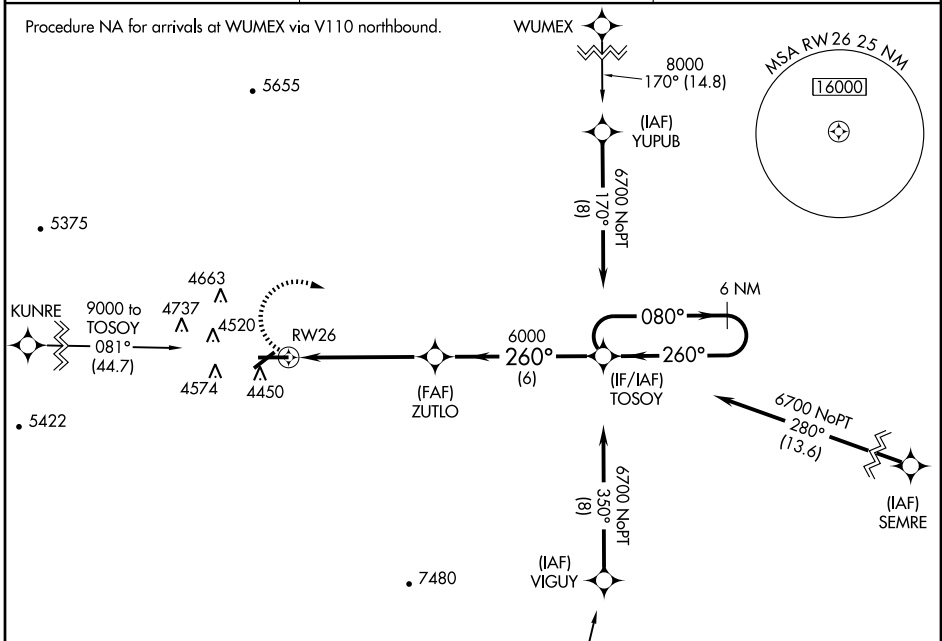 Procedure NA for arrivals at WUMEX via V110 northbound.
WUMEX
MSA RW26 25 NM
16000
8000
170° (14.8)
5655
(IAF)
YUPUB
6700 NoPT
170°
(8)
5375
4663
4737
4520
KUNRE
9000 to
TOSOY
081°
(44.7)
RW26
6 NM
080°
6000
260°
(6)
260°
(IF/IAF)
TOSOY
(FAF)
ZUTLO
4574
4450
5422
6700 NoPT
280°
(13.6)
(IAF)
SEMRE
6700 NoPT
350°
(8)
(IAF)
VIGUY
7480